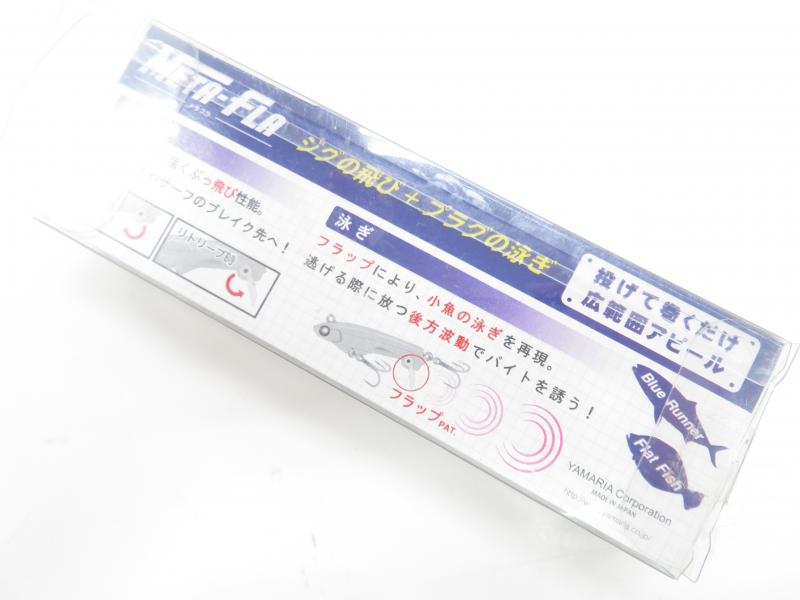 META-FLA
メタフラ
ジグの飛び+プラグの泳ぎ
ぶっ飛び性能。
サーフのブレイク先へ!
リトリーブ時
泳ぎ
フラップにより、小魚の泳ぎを再現。
逃げる際に放つ後方波動でバイトを誘う!
フラップPAT.
投げて巻くだけ
広範囲アピール
Blue Runner
Flat Fish
YAMARIA Corporation
MADE IN JAPAN